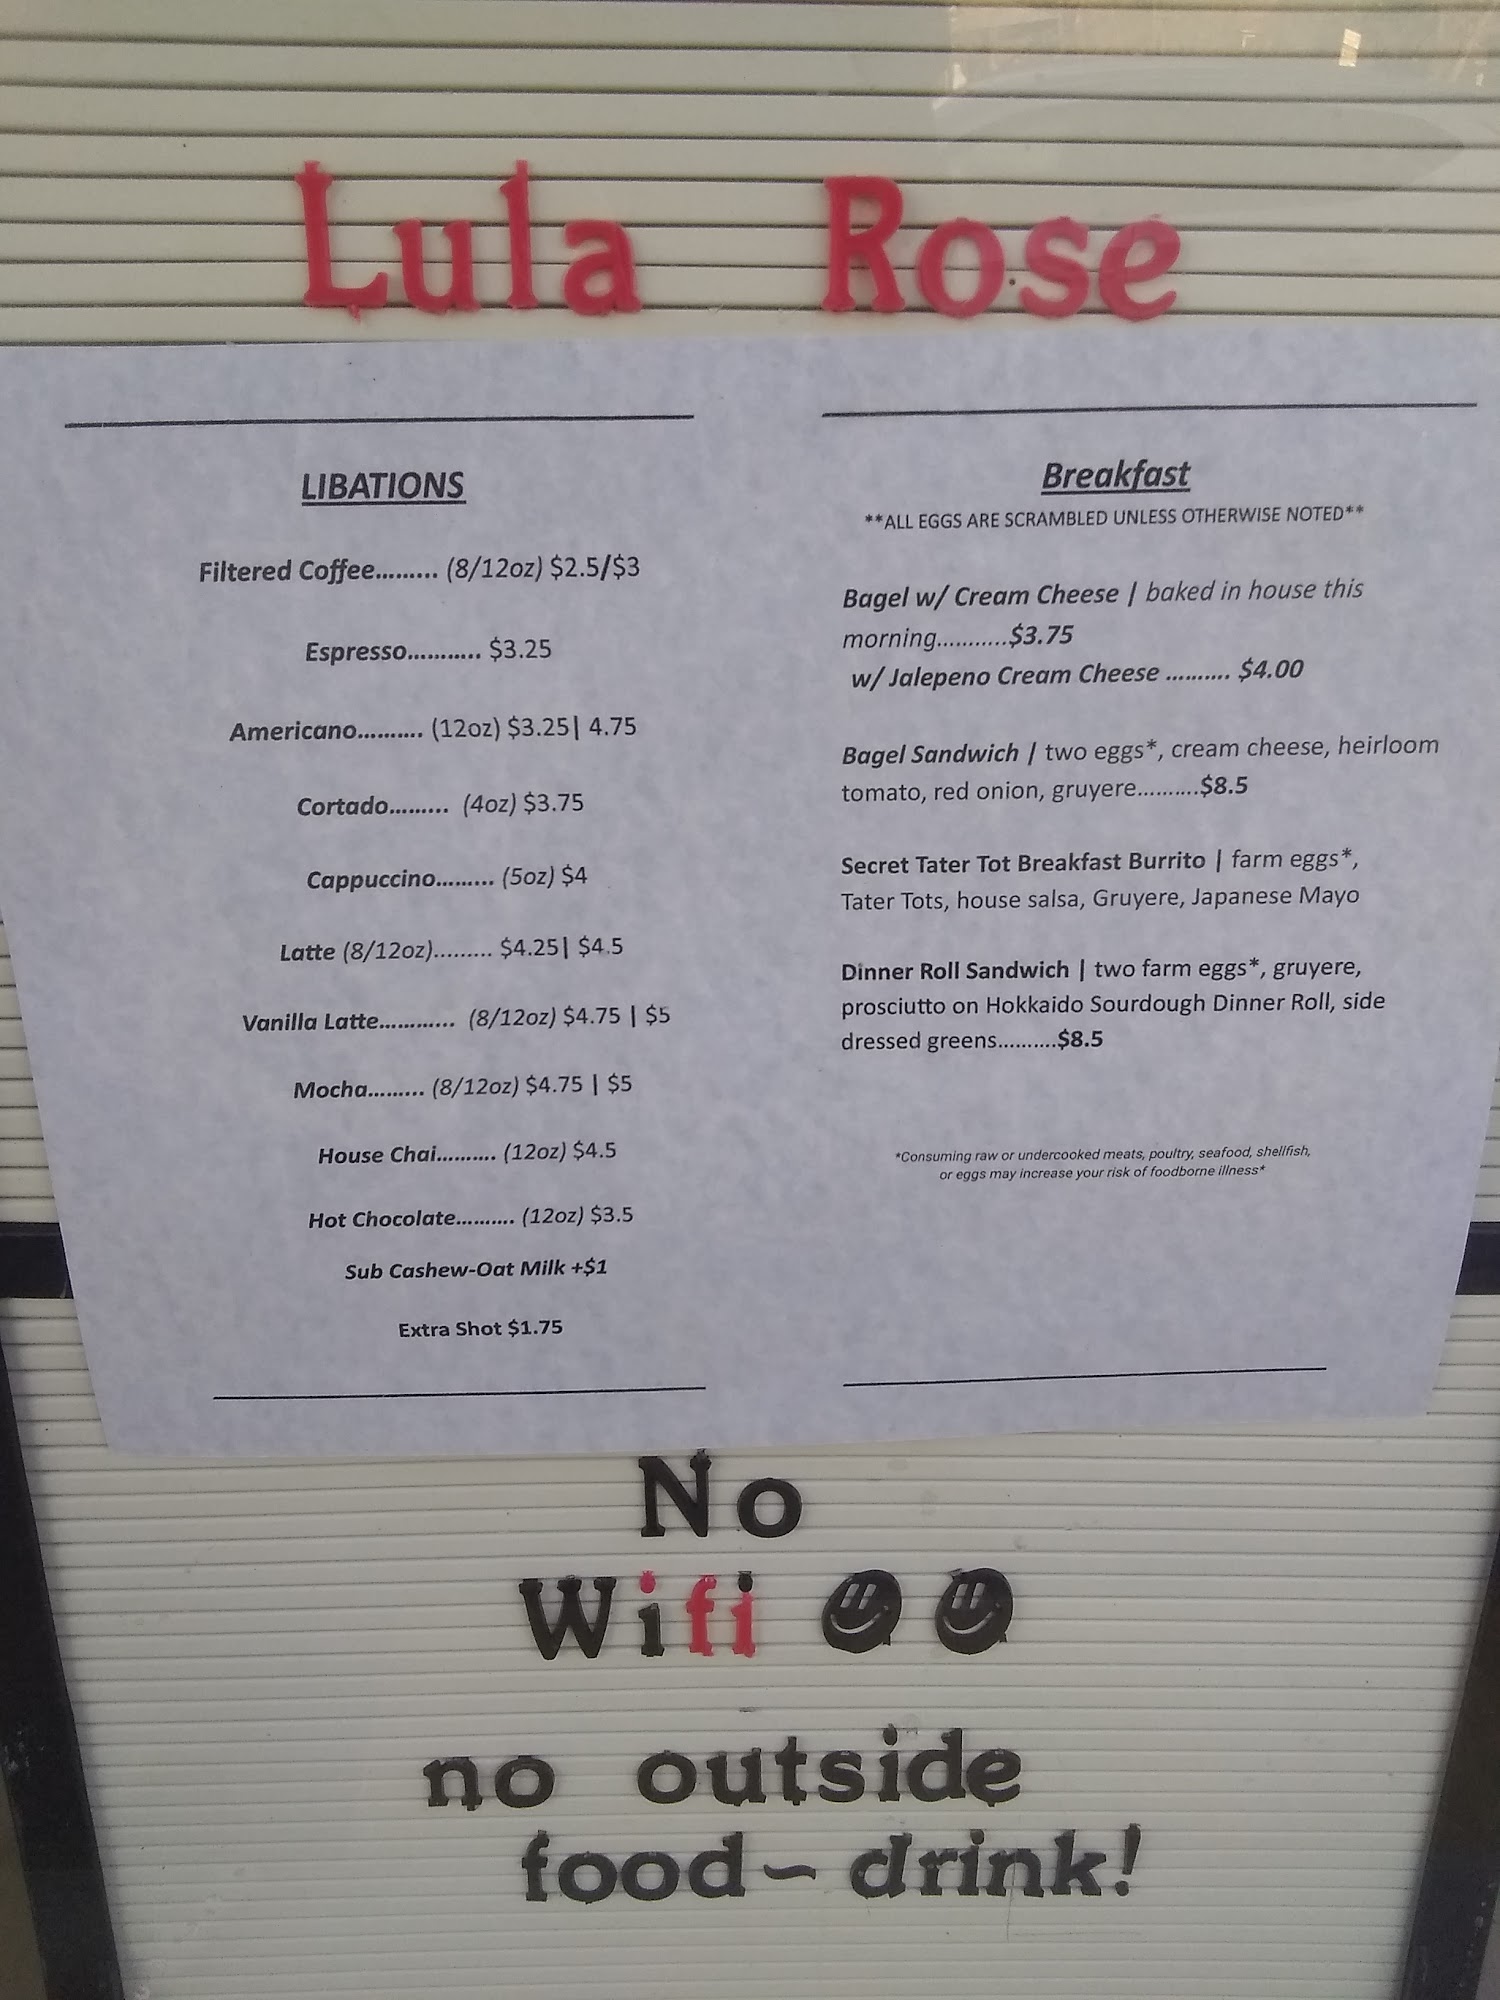 Lula Rose
LIBATIONS
Filtered Coffee......... (8/12oz) $2.5/$3
Espresso........... $3.25
Americano.......... (12oz) $3.25| 4.75
Cortado......... (4oz) $3.75
Cappuccino......... (5oz) $4
Latte (8/12oz)......... $4.25| $4.5
Vanilla Latte............ (8/12oz) $4.75 | $5
Mocha......... (8/12oz) $4.75 | $5
House Chai.......... (12oz) $4.5
Hot Chocolate.......... (12oz) $3.5
Sub Cashew-Oat Milk +$1
Extra Shot $1.75
Breakfast
**ALL EGGS ARE SCRAMBLED UNLESS OTHERWISE NOTED**
Bagel w/ Cream Cheese | baked in house this
morning...........$3.75
w/ Jalepeno Cream Cheese .......... $4.00
Bagel Sandwich | two eggs*, cream cheese, heirloom
tomato, red onion, gruyere..........$8.5
Secret Tater Tot Breakfast Burrito | farm eggs*,
Tater Tots, house salsa, Gruyere, Japanese Mayo
Dinner Roll Sandwich | two farm eggs*, gruyere,
prosciutto on Hokkaido Sourdough Dinner Roll, side
dressed greens..........$8.5
*Consuming raw or undercooked meats, poultry, seafood, shellfish,
or eggs may increase your risk of foodborne illness*
No
Wifi
no outside
food~drink!